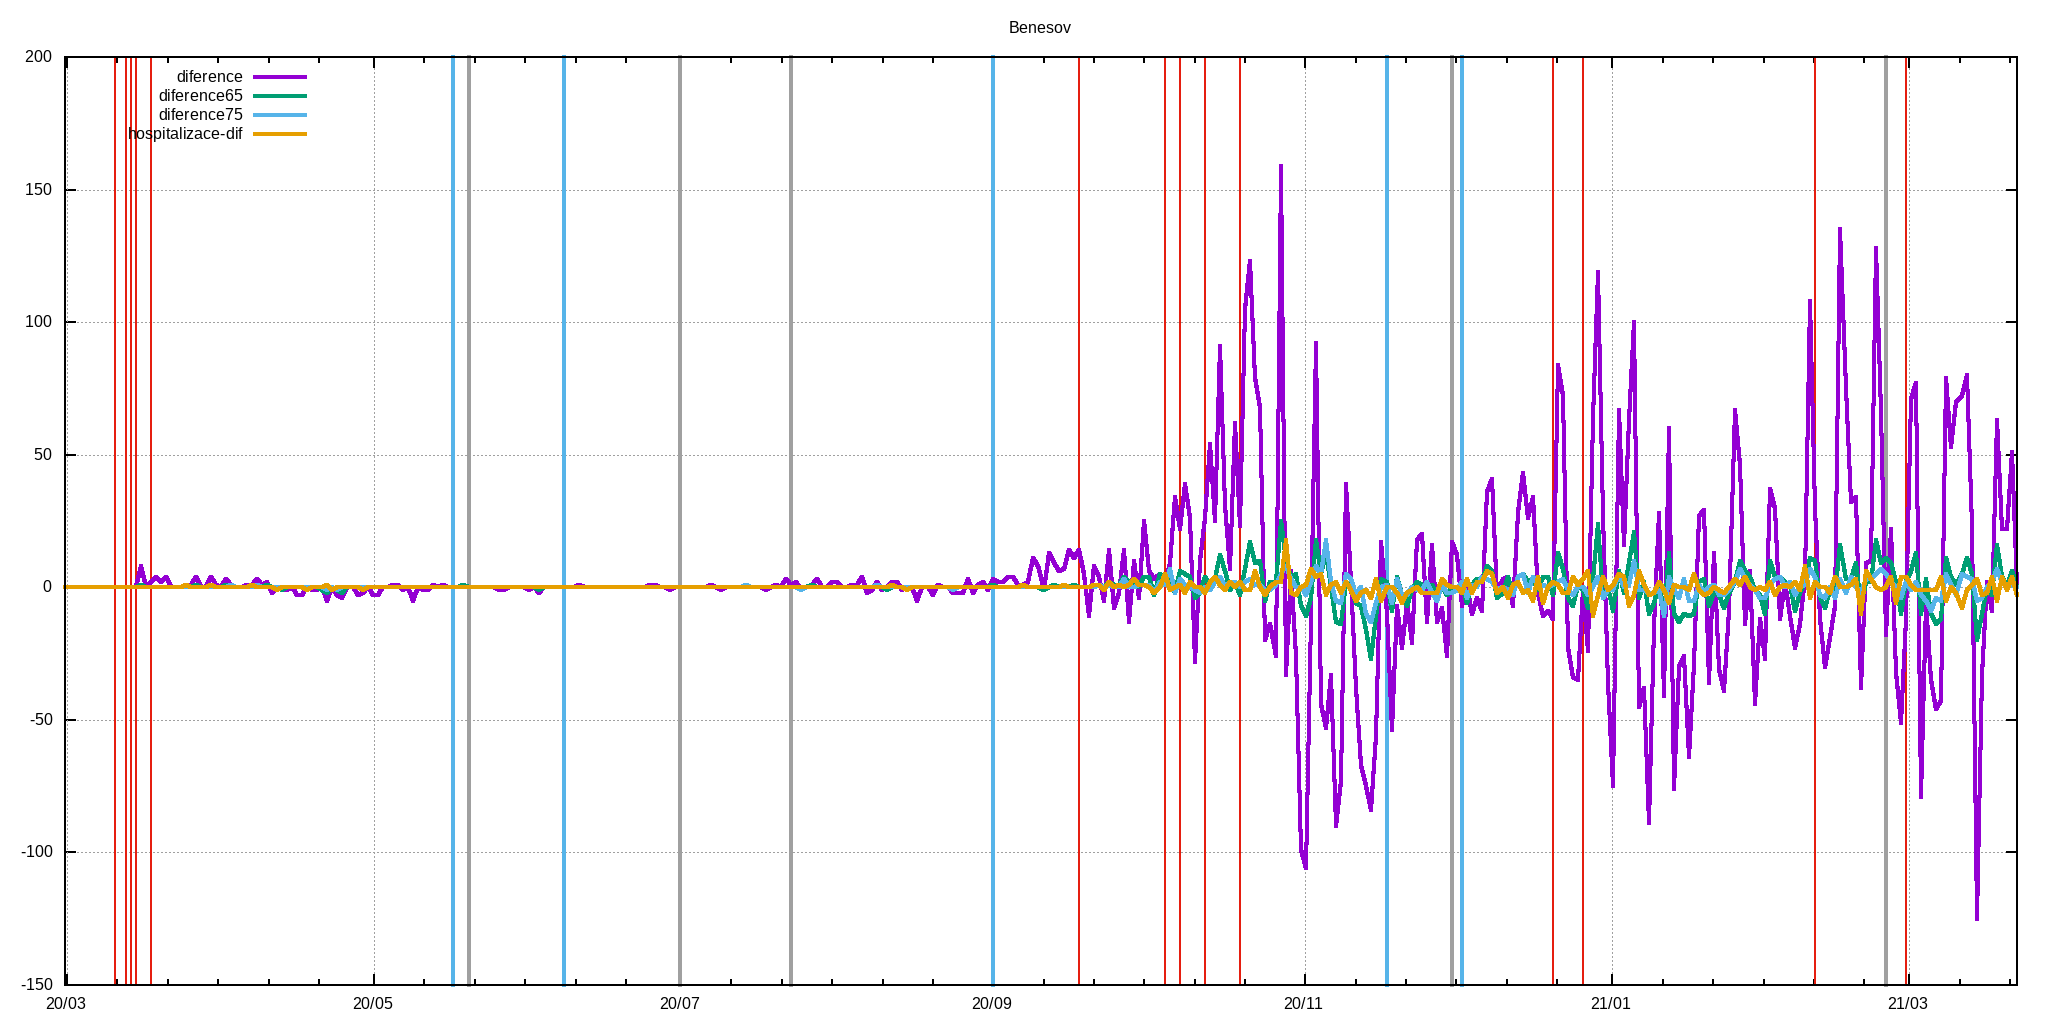 Benesov
200
diference
diference65
diference75
hospitalizace-dif
150
100
50
0
-50
-100
-150
20/03 20/05 20/07 20/09 20/11 21/01 21/03